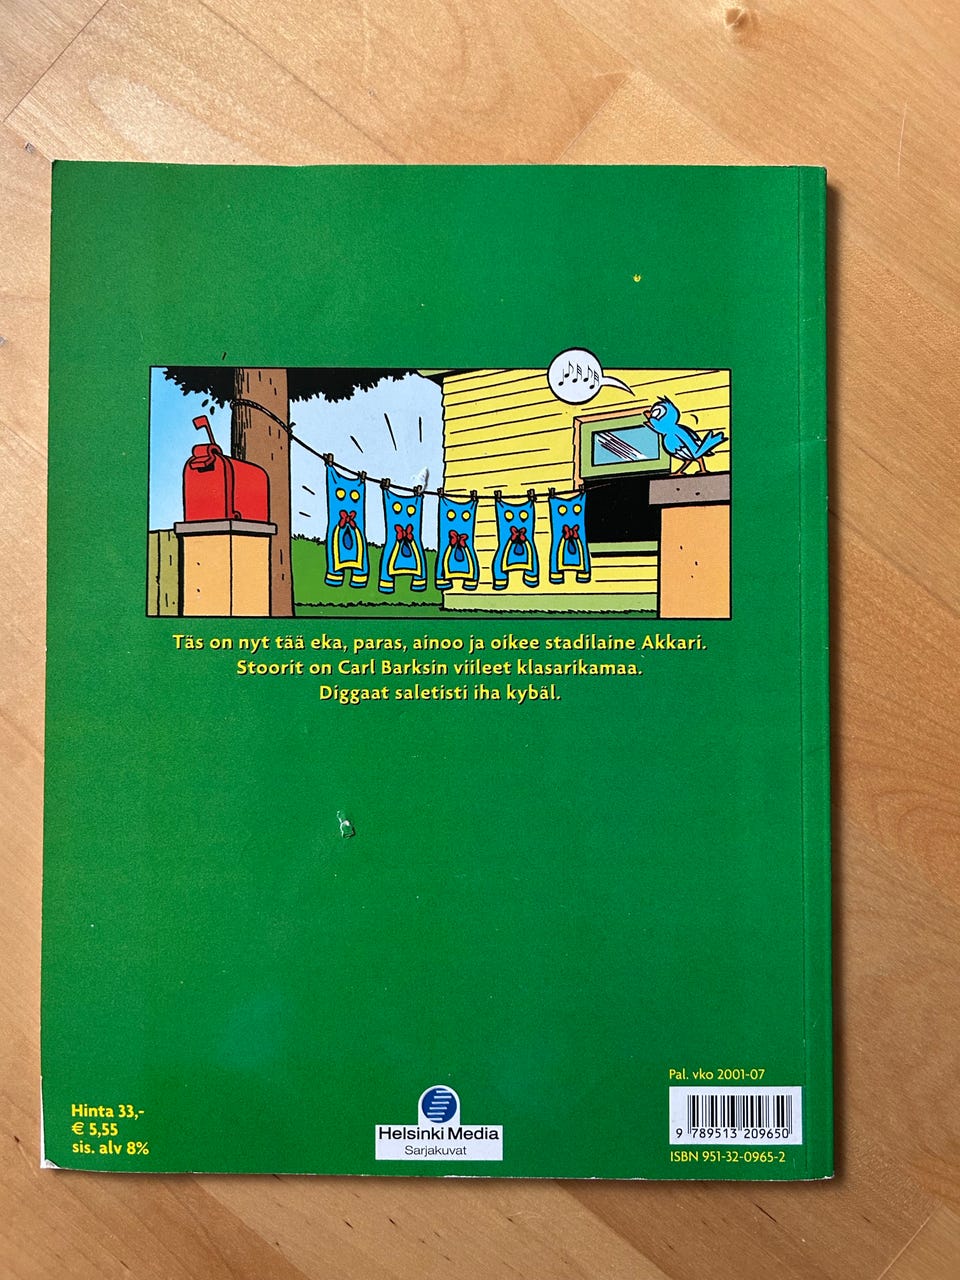 Täs on nyt tää eka, paras, ainoo ja oikee stadilaine Akkari.
Stoorit on Carl Barksin viileet klasarikamaa.
Diggaat saletisti iha kybäl.
Hinta 33,-
€ 5,55
sis. alv 8%
Helsinki Media
Sarjakuvat
Pal. vko 2001-07
9 789513 209650
ISBN 951-32-0965-2